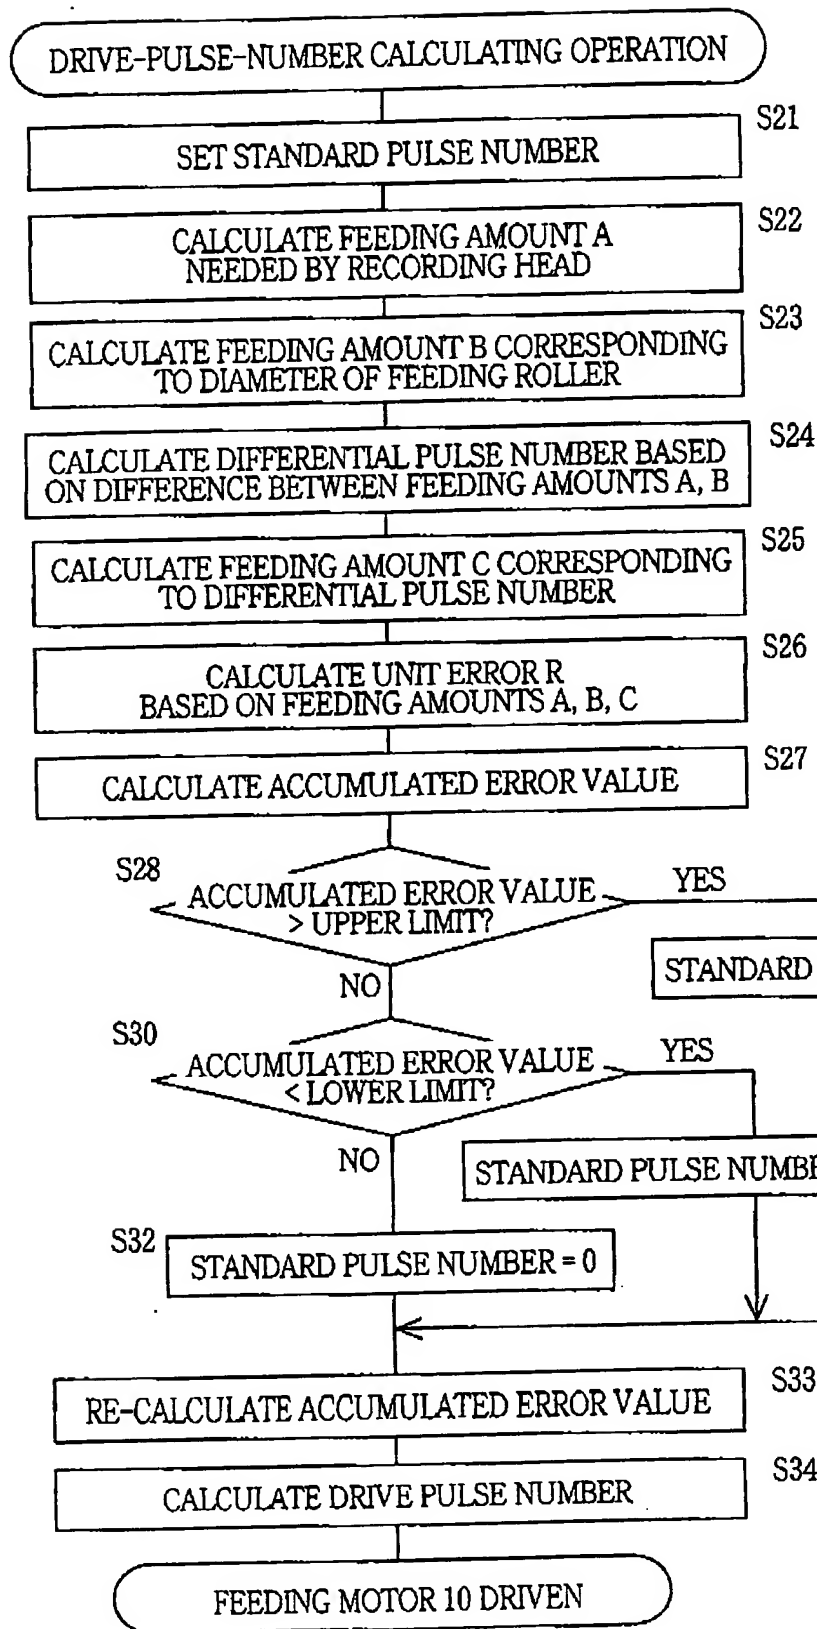 DRIVE-PULSE-NUMBER CALCULATING OPERATION
S21
SET STANDARD PULSE NUMBER
S22
CALCULATE FEEDING AMOUNT A
NEEDED BY RECORDING HEAD
S23
CALCULATE FEEDING AMOUNT B CORRESPONDING
TO DIAMETER OF FEEDING ROLLER
S24
CALCULATE DIFFERENTIAL PULSE NUMBER BASED
ON DIFFERENCE BETWEEN FEEDING AMOUNTS A, B
S25
CALCULATE FEEDING AMOUNT C CORRESPONDING
TO DIFFERENTIAL PULSE NUMBER
S26
CALCULATE UNIT ERROR R
BASED ON FEEDING AMOUNTS A, B, C
S27
CALCULATE ACCUMULATED ERROR VALUE
S28
ACCUMULATED ERROR VALUE
> UPPER LIMIT?
YES
STANDARD
NO
S30
ACCUMULATED ERROR VALUE
< LOWER LIMIT?
YES
STANDARD PULSE
NO
S32
STANDARD PULSE NUMBER = 0
S33
RE-CALCULATE ACCUMULATED ERROR VALUE
S34
CALCULATE DRIVE PULSE NUMBER
FEEDING MOTOR 10 DRIVEN